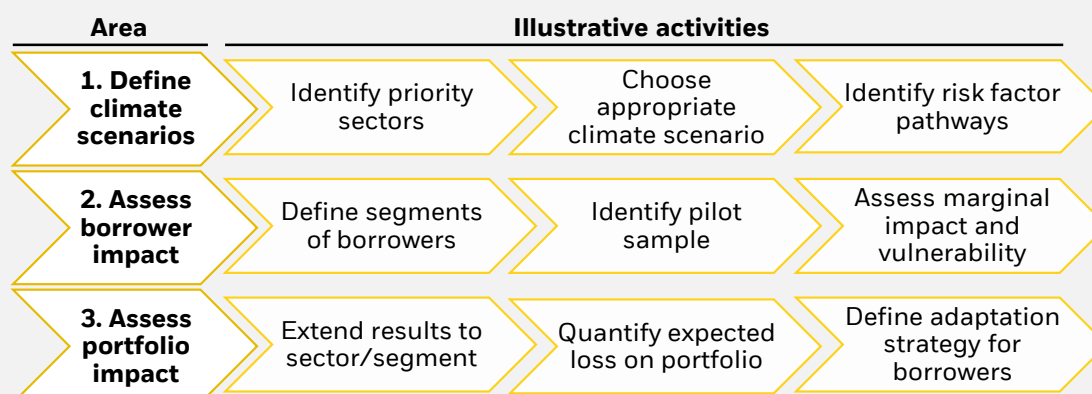 Area
Illustrative activities
1. Define
climate
scenarios
Identify priority
sectors
Choose
appropriate
climate scenario
Identify risk factor
pathways
2. Assess
borrower
impact
Define segments
of borrowers
Identify pilot
sample
Assess marginal
impact and
vulnerability
3. Assess
portfolio
impact
Extend results to
sector/segment
Quantify expected
loss on portfolio
Define adaptation
strategy for
borrowers